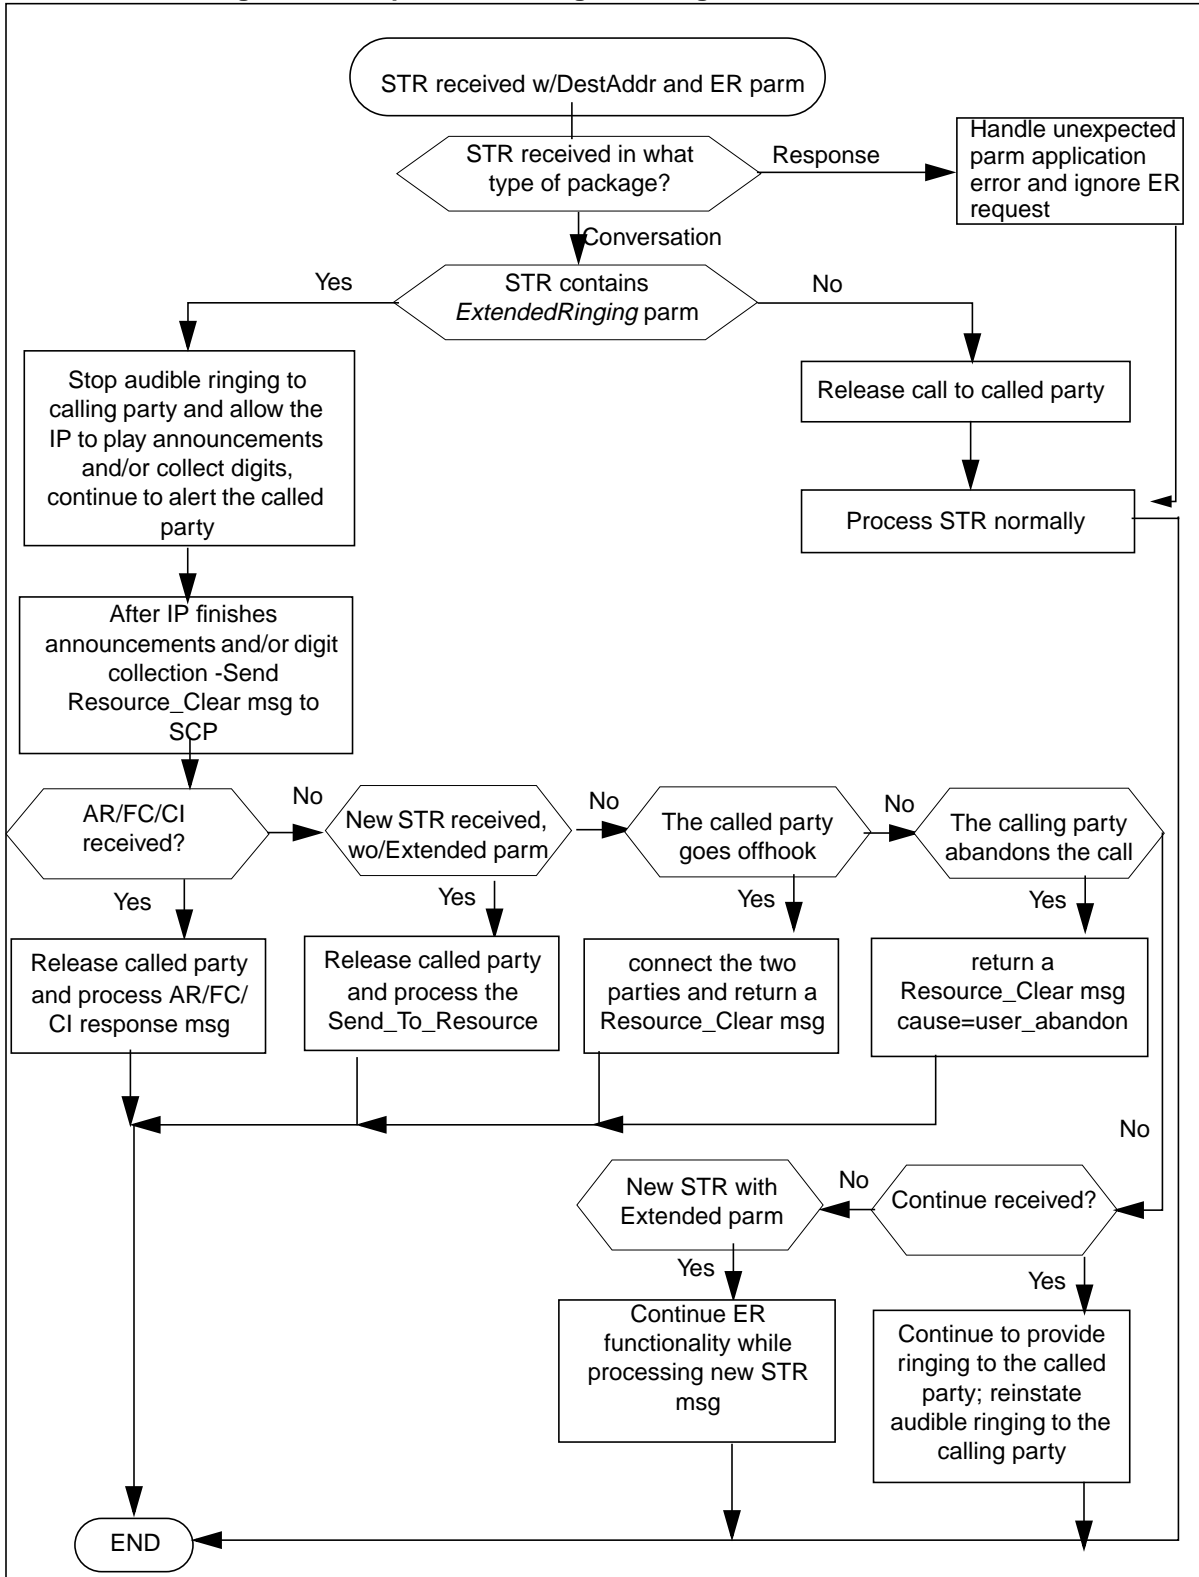 STR received w/DestAddr and ER parm
STR received in what
type of package?
Response
Handle unexpected
parm application
error and ignore ER
request
Conversation
Yes
STR contains
ExtendedRinging parm
No
Stop audible ringing to
calling party and allow the
IP to play announcements
and/or collect digits,
continue to alert the called
party
Release call to called party
Process STR normally
After IP finishes
announcements and/or digit
collection -Send
Resource_Clear msg to
SCP
AR/FC/CI
received?
No
New STR received,
wo/Extended parm
No
The called party
goes offhook
No
The calling party
abandons the call
Yes
Yes
Yes
Yes
Release called party
and process AR/FC/
CI response msg
Release called party
and process the
Send_To_Resource
connect the two
parties and return a
Resource_Clear msg
return a
Resource_Clear msg
cause=user_abandon
No
New STR with
Extended parm
No
Continue received?
Yes
Yes
Continue ER
functionality while
processing new STR
msg
Continue to provide
ringing to the called
party; reinstate
audible ringing to the
calling party
END